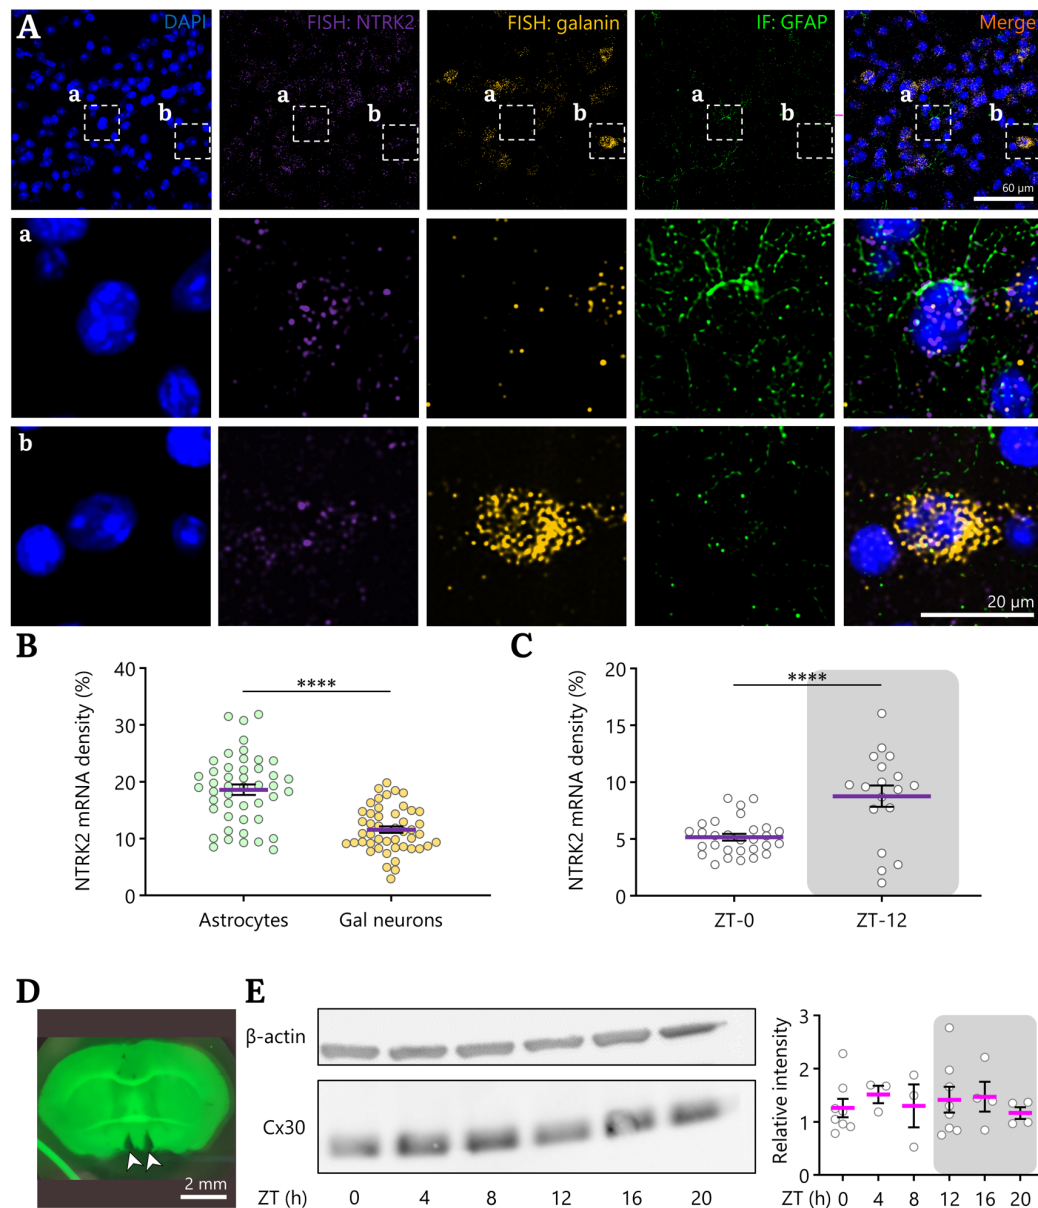 A
DAPI
FISH: NTRK2
FISH: galanin
IF: GFAP
Merge
a
b
a
b
a
b
a
b
a
b
60 µm
a
b
20 µm
B
NTRK2 mRNA density (%)
40
30
20
10
0
****
Astrocytes
Gal neurons
C
NTRK2 mRNA density (%)
20
15
10
5
0
****
ZT-0
ZT-12
D
2 mm
E
β-actin
Cx30
ZT (h)
0
4
8
12
16
20
Relative intensity
3
2
1
0
ZT (h)
0
4
8
12
16
20